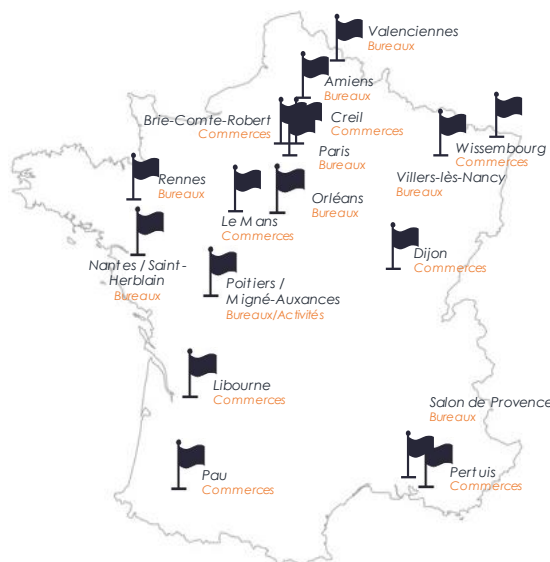 Valenciennes
Bureaux
Amiens
Bureaux
Brie-Comte-Robert
Commerces
Creil
Commerces
Paris
Bureaux
Wissembourg
Commerces
Villers-lès-Nancy
Bureaux
Rennes
Bureaux
Orléans
Bureaux
Le Mans
Commerces
Nantes / Saint-
Herblain
Bureaux
Dijon
Commerces
Poitiers /
Migné-Auxances
Bureaux/Activités
Libourne
Commerces
Salon de Provence
Bureaux
Pau
Commerces
Pertuis
Commerces